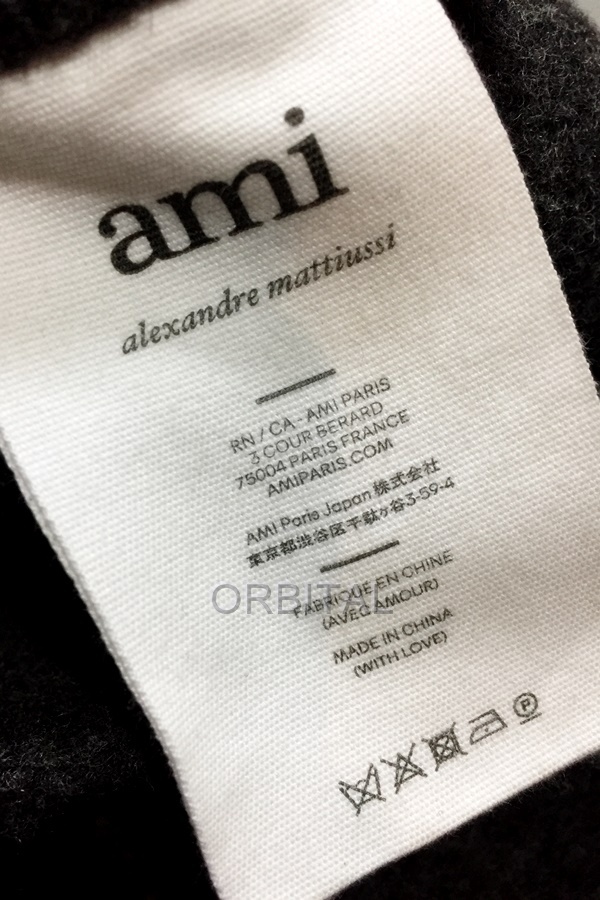 ami
alexandre mattiussi
RN / CA - AMI PARIS
3 COUR BERARD
75004 PARIS FRANCE
AMIPARIS.COM
AMI Paris Japan 株式会社
東京都渋谷区千駄ヶ谷3-59-4
FABRIQUÉ EN CHINE
(AVEC AMOUR)
ORBITAL
MADE IN CHINA
(WITH LOVE)
P